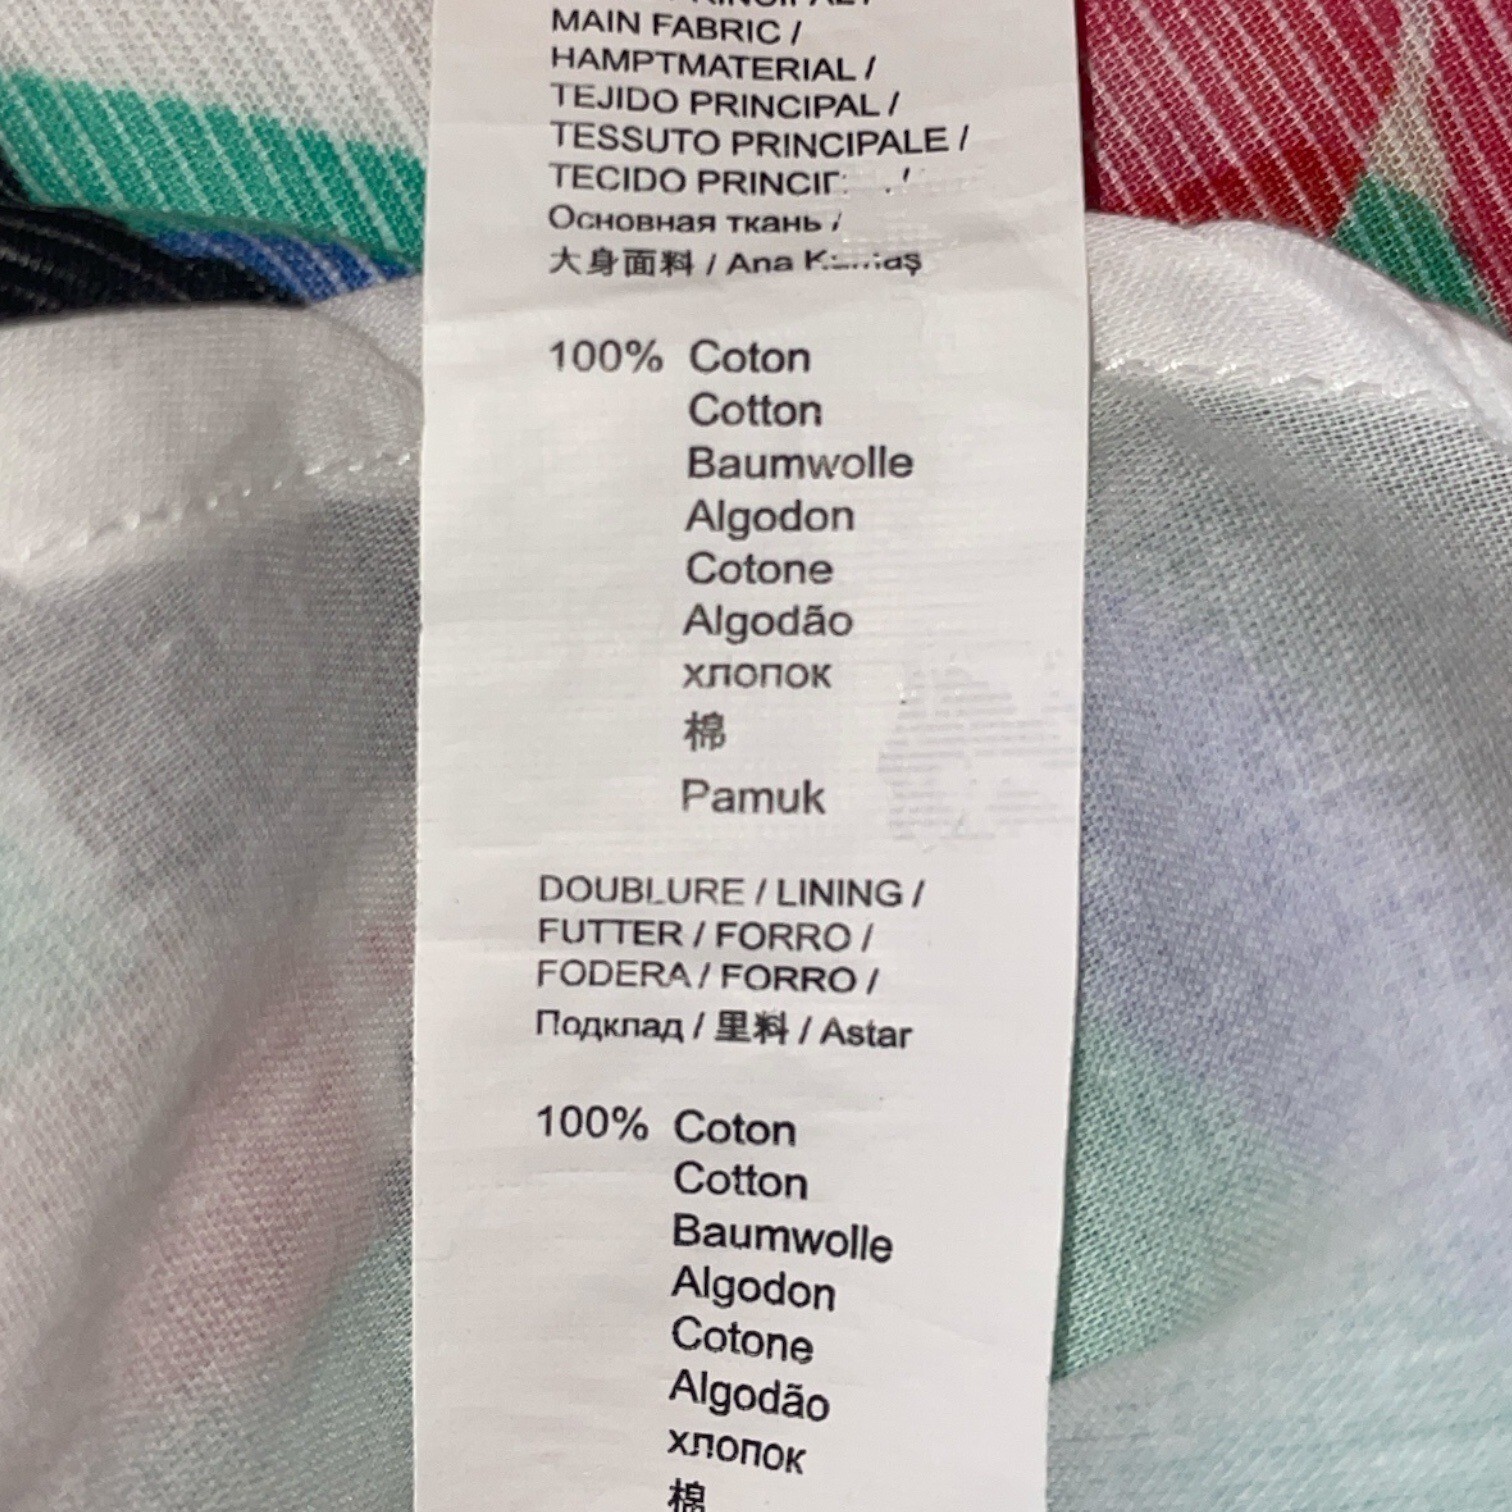 MAIN FABRIC /
HAMPTMATERIAL /
TEJIDO PRINCIPAL /
TESSUTO PRINCIPALE /
TECIDO
Основная ткань /
大身面料 / Ana
100% Coton
Cotton
Baumwolle
Algodon
Cotone
Algodão
хлопок
棉
Pamuk
DOUBLURE / LINING /
FUTTER / FORRO /
FODERA / FORRO /
Подклад / 里料 / Astar
100% Coton
Cotton
Baumwolle
Algodon
Cotone
Algodão
хлопок
棉